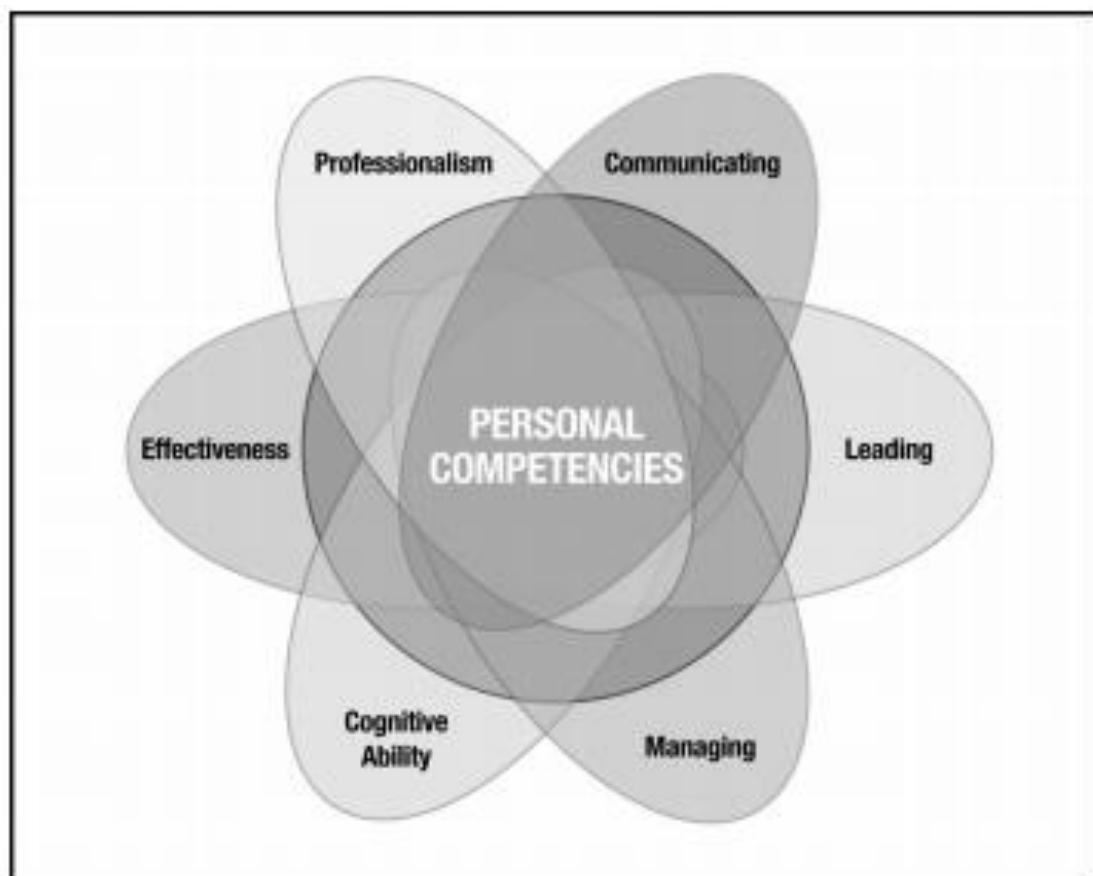 Professionalism
Communicating
Effectiveness
PERSONAL
COMPETENCIES
Leading
Cognitive
Ability
Managing